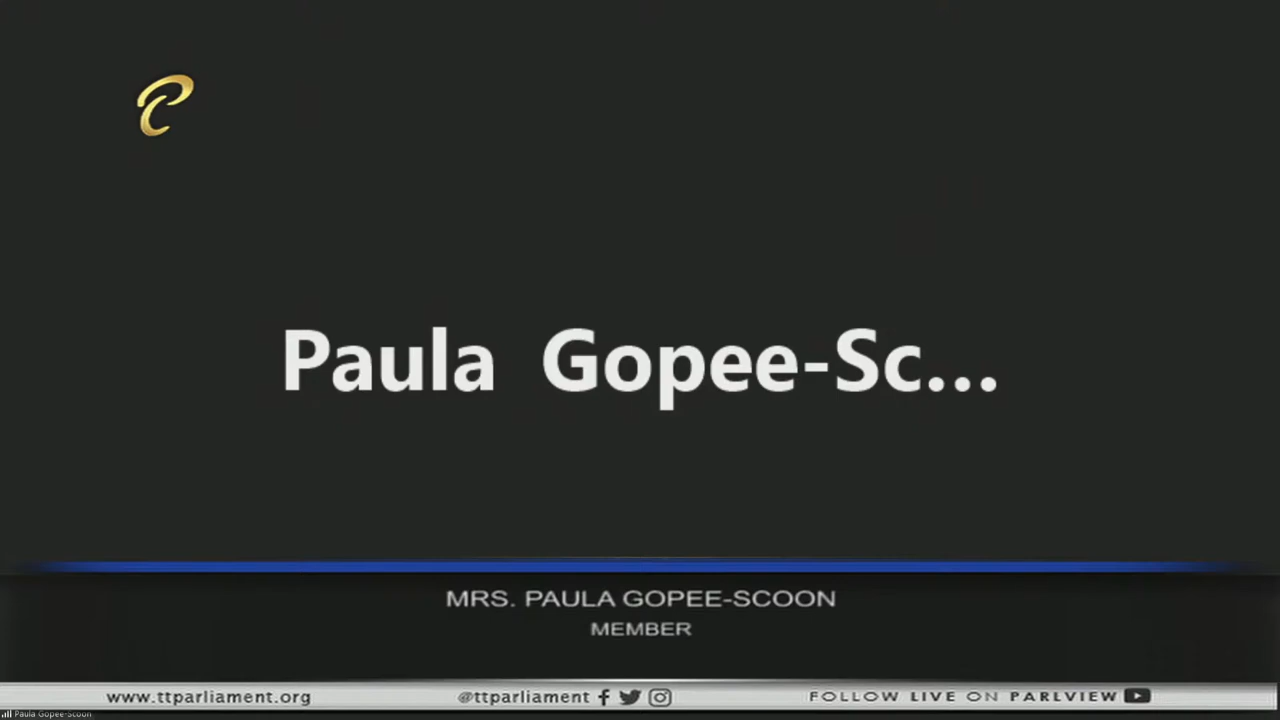 Paula Gopee-Sc...
MRS. PAULA GOPEE-SCOON
MEMBER
www.ttparliament.org @ttparliament FOLLOW LIVE ON PARLVIEW
Paula Gopee-Scoon